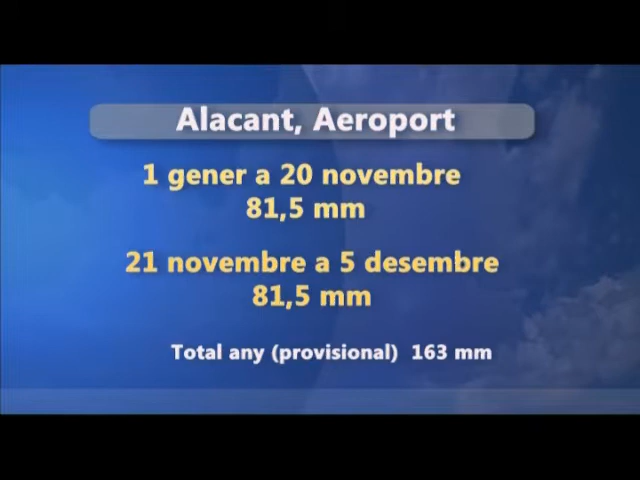 Alacant, Aeroport
1 gener a 20 novembre
81,5 mm
21 novembre a 5 desembre
81,5 mm
Total any (provisional) 163 mm